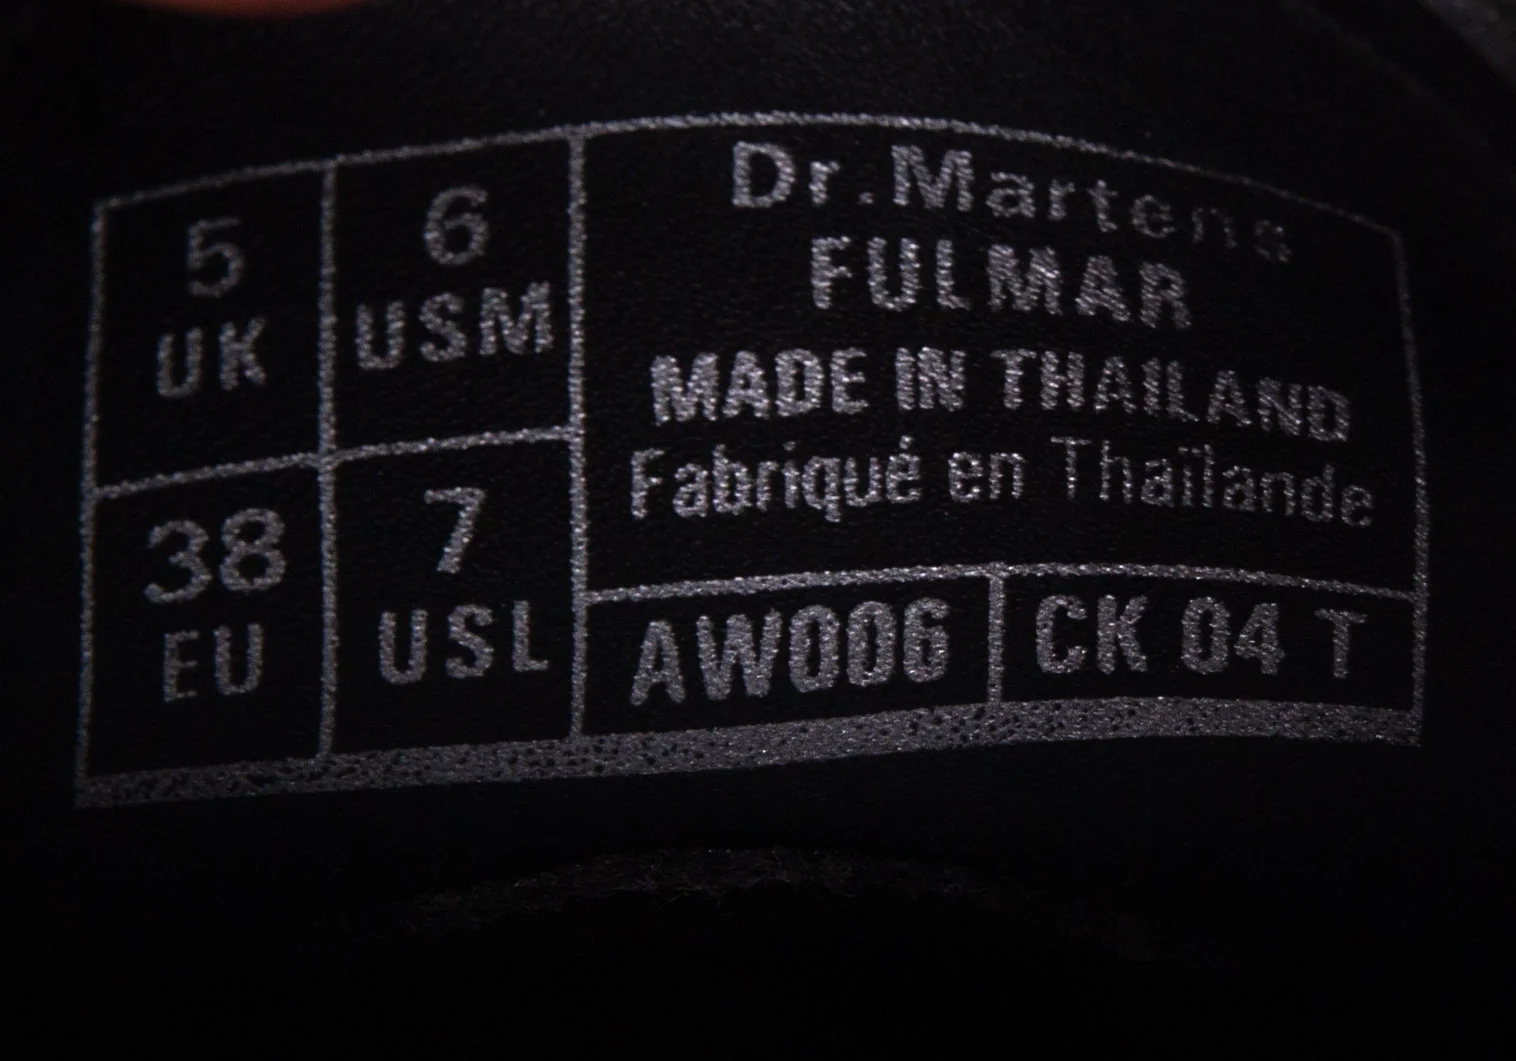 5
UK
6
USM
38
EU
7
USL
Dr.Martens
FULMAR
MADE IN THAILAND
Fabriqué en Thaïlande
AW006
CK 04 T